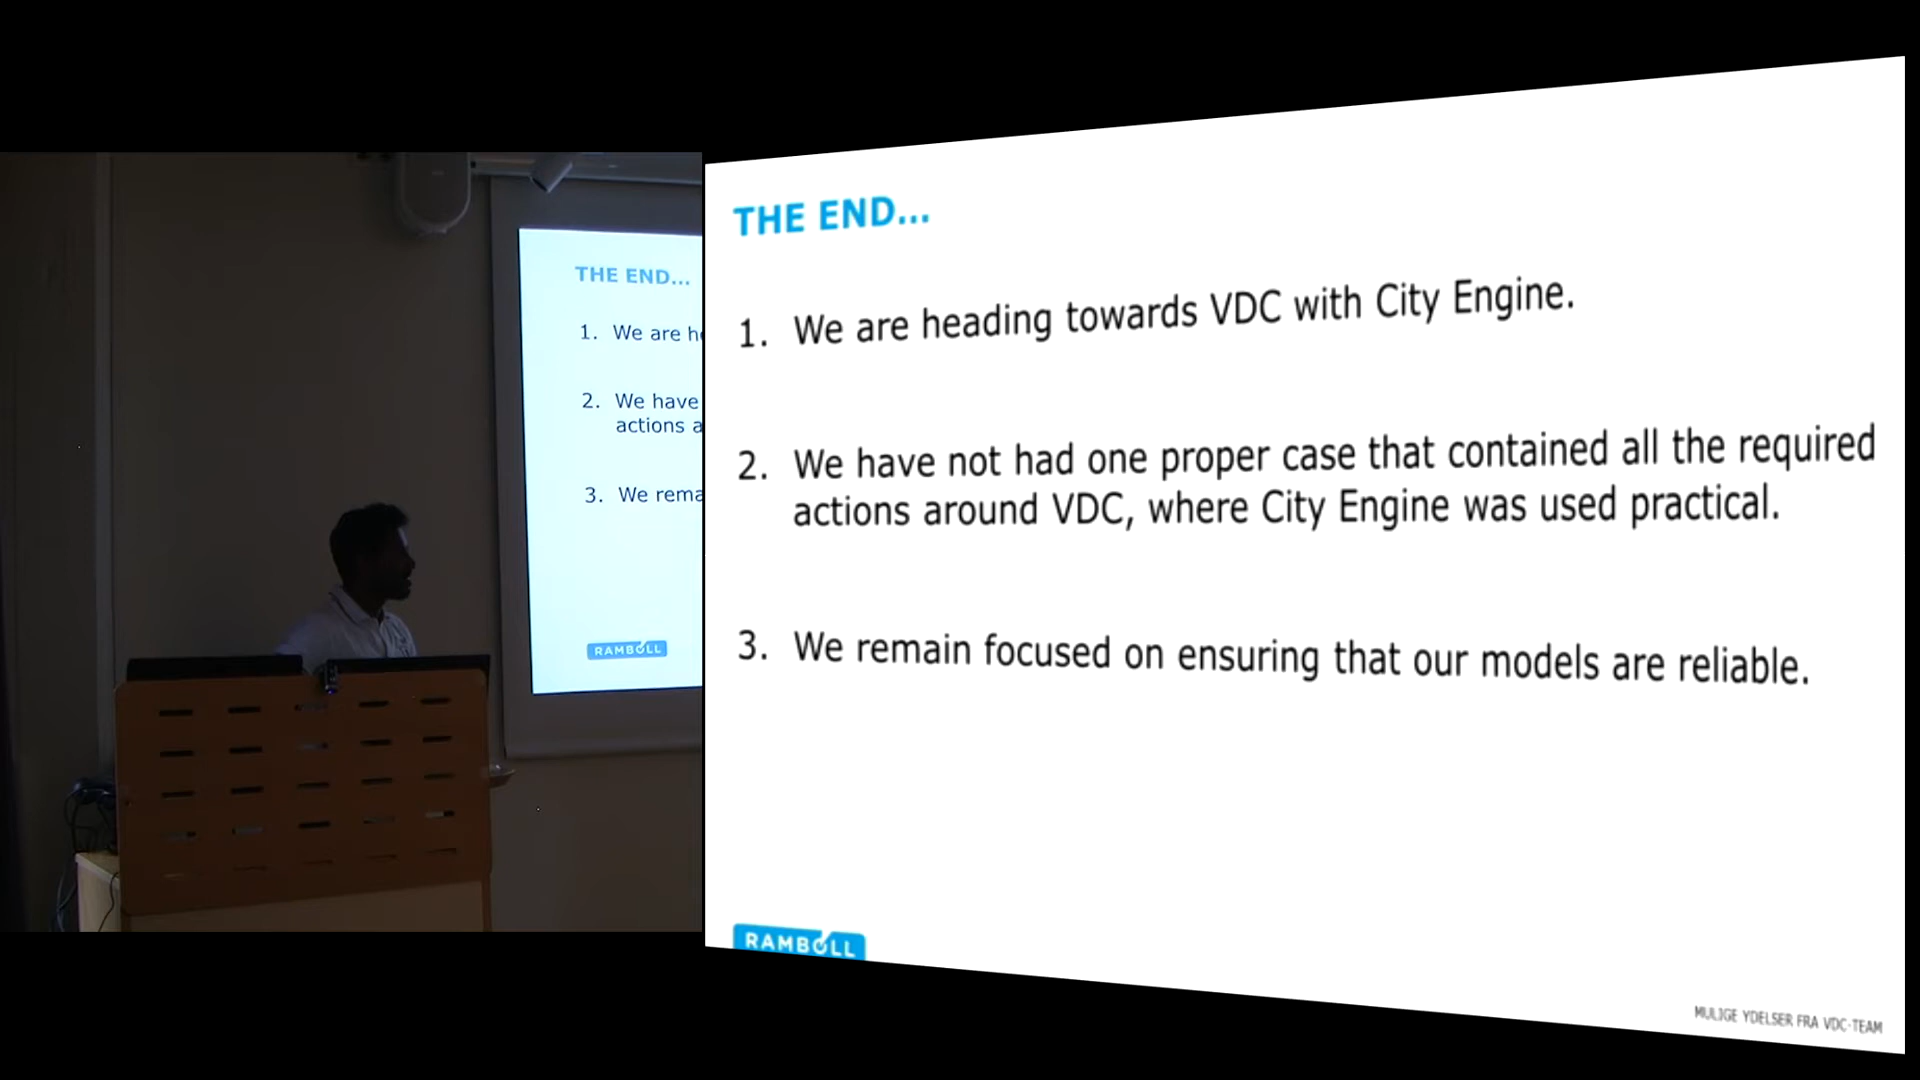 THE END...
1. We are h
2. We have
actions a
3. We rema
RAMBOLL
THE END...
1. We are heading towards VDC with City Engine.
2. We have not had one proper case that contained all the required
actions around VDC, where City Engine was used practical.
3. We remain focused on ensuring that our models are reliable.
RAMBOLL
MULIGE YDELSER FRA VDC-TEAM